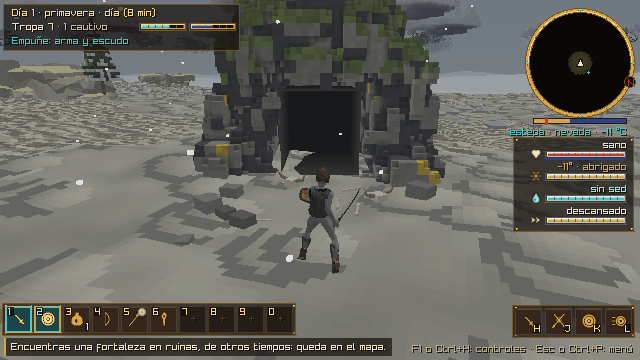 Día 1 · primavera · día (8 min)
Tropa 7 · 1 cautivo
Empuñe: arma y escudo
N
estepa · nevada · -11 °C
sano
-11° · abrigado
sin sed
descansado
1 2 3 4 5 6 7 8 9 0
1
H J K L
Encuentras una fortaleza en ruinas, de otros tiempos: queda en el mapa.
F1 o Ctrl+H: controles · Esc o Ctrl+P: menú